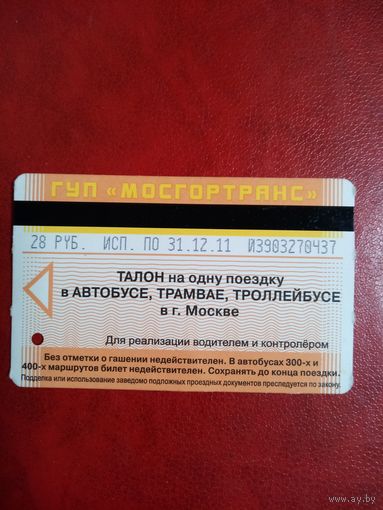 ГУП «МОСГОРТРАНС»
28 РУБ. ИСП. ПО 31.12.11 ИЗ903270437
ТАЛОН на одну поездку
в АВТОБУСЕ, ТРАМВАЕ, ТРОЛЛЕЙБУСЕ
в г. Москве
Для реализации водителем и контролёром
Без отметки о гашении недействителен. В автобусах 300-х и
400-х маршрутов билет недействителен. Сохранять до конца поездки.
Подделка или использование заведомо подложных проездных документов преследуется по закону.
www.ay.by